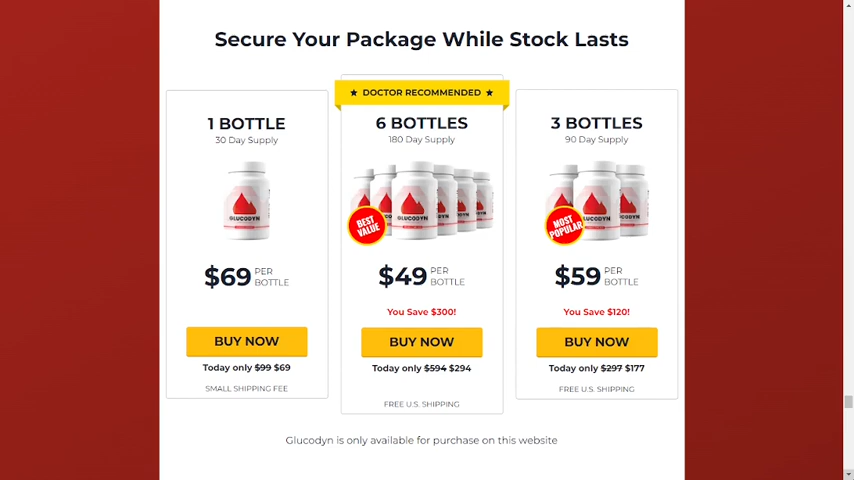 Secure Your Package While Stock Lasts
1 BOTTLE
30 Day Supply
GLUCODYN
$69 PER BOTTLE
BUY NOW
Today only $99 $69
SMALL SHIPPING FEE
★ DOCTOR RECOMMENDED ★
6 BOTTLES
180 Day Supply
GLUCODYN
BEST VALUE
$49 PER BOTTLE
You Save $300!
BUY NOW
Today only $594 $294
FREE U.S. SHIPPING
3 BOTTLES
90 Day Supply
GLUCODYN
MOST POPULAR
$59 PER BOTTLE
You Save $120!
BUY NOW
Today only $297 $177
FREE U.S. SHIPPING
Glucodyn is only available for purchase on this website